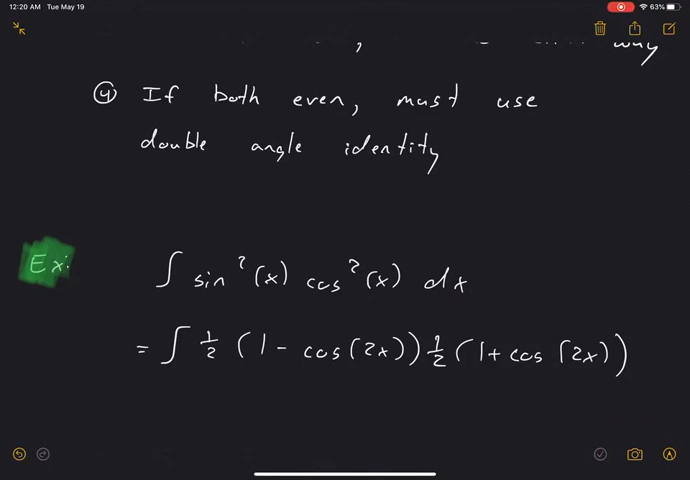 12:20 AM Tue May 19
63%
way
④ If both even, must use
double angle identity
Ex:
∫ sin²(x) cos²(x) dx
= ∫ ½ (1 - cos(2x)) ½ (1 + cos(2x))